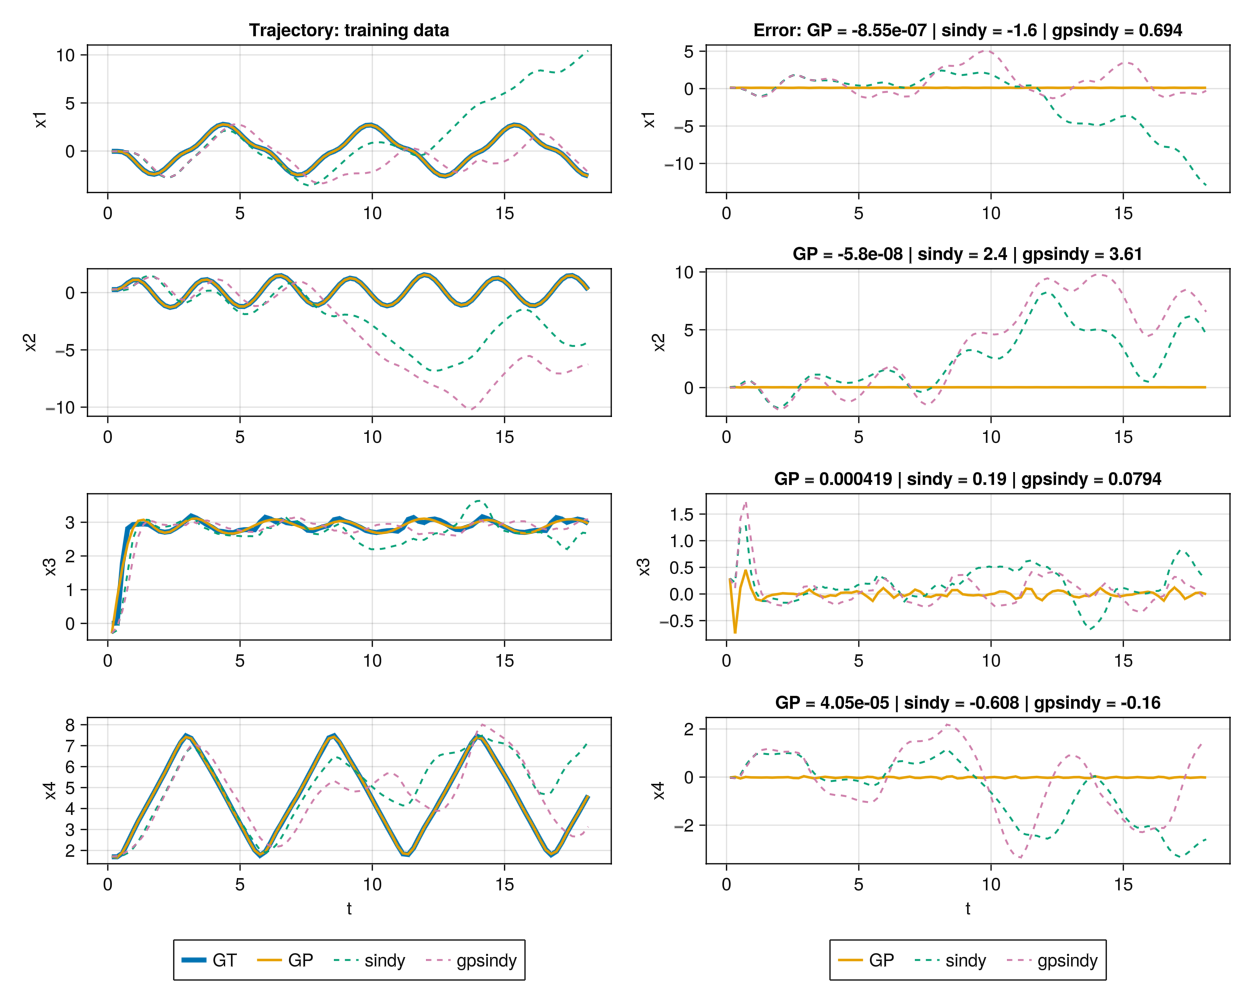 Trajectory: training data
x1
10
5
0
0 5 10 15
Error: GP = -8.55e-07 | sindy = -1.6 | gpsindy = 0.694
x1
5
0
−5
−10
0 5 10 15
x2
0
−5
−10
0 5 10 15
GP = -5.8e-08 | sindy = 2.4 | gpsindy = 3.61
x2
10
5
0
0 5 10 15
x3
3
2
1
0
0 5 10 15
GP = 0.000419 | sindy = 0.19 | gpsindy = 0.0794
x3
1.5
1.0
0.5
0.0
−0.5
0 5 10 15
x4
8
7
6
5
4
3
2
0 5 10 15
t
GP = 4.05e-05 | sindy = -0.608 | gpsindy = -0.16
x4
2
0
−2
0 5 10 15
t
GT GP sindy gpsindy
GP sindy gpsindy